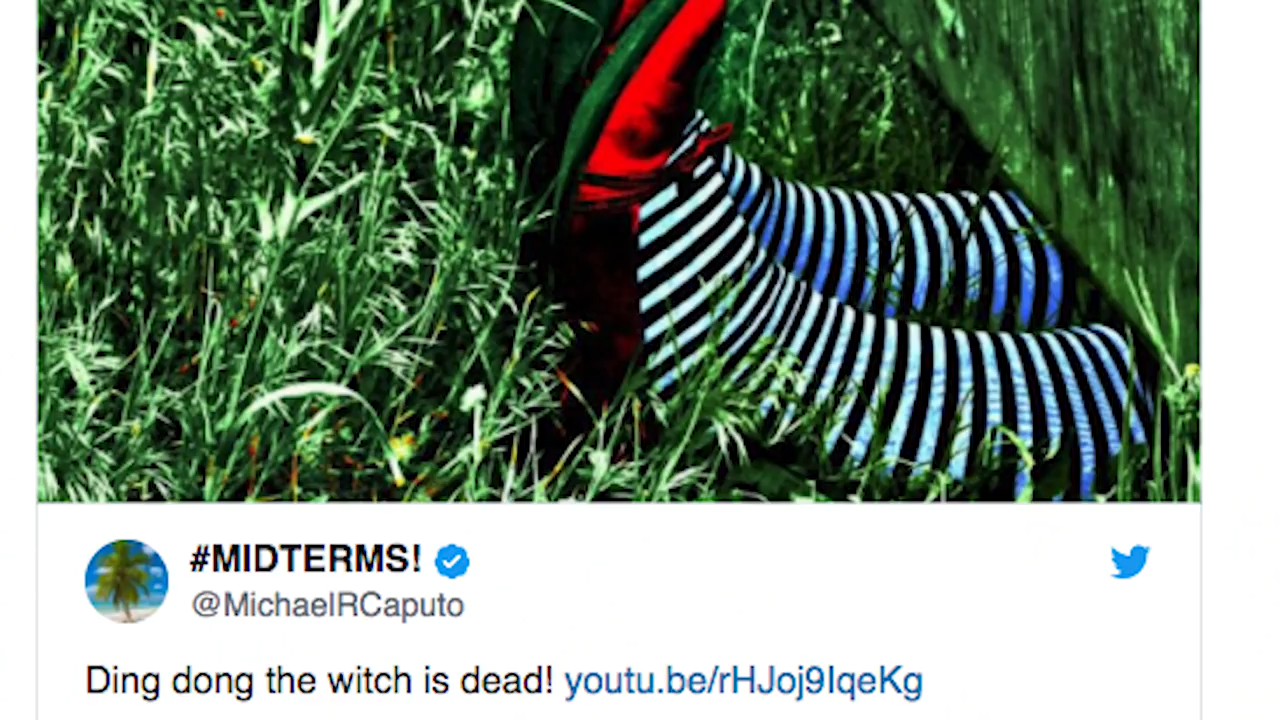 #MIDTERMS!
@MichaelRCaputo
Ding dong the witch is dead! youtu.be/rHJoj9IqeKg